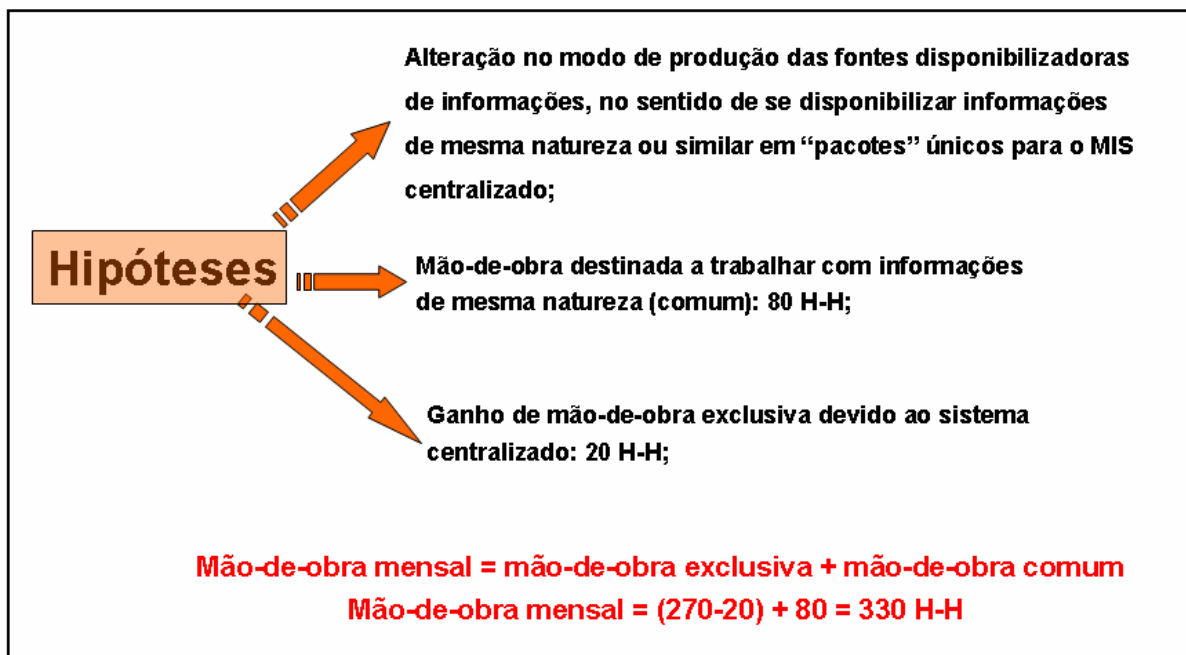 Alteração no modo de produção das fontes disponibilizadoras
de informações, no sentido de se disponibilizar informações
de mesma natureza ou similar em “pacotes” únicos para o MIS
centralizado;
Hipóteses
Mão-de-obra destinada a trabalhar com informações
de mesma natureza (comum): 80 H-H;
Ganho de mão-de-obra exclusiva devido ao sistema
centralizado: 20 H-H;
Mão-de-obra mensal = mão-de-obra exclusiva + mão-de-obra comum
Mão-de-obra mensal = (270-20) + 80 = 330 H-H